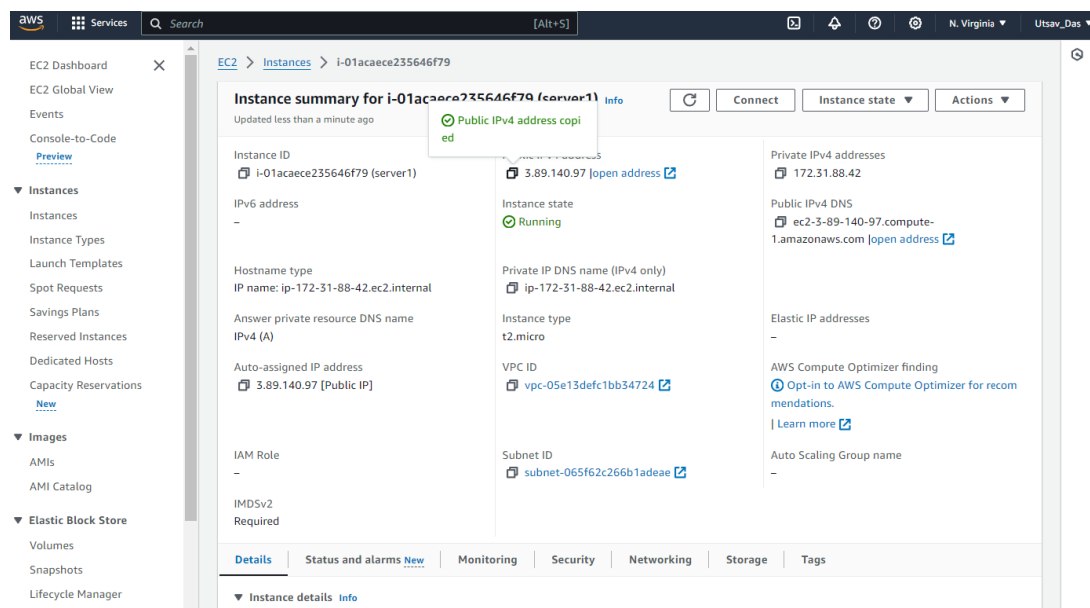 aws Services Search [Alt+S] N. Virginia ▼ Utsav_Das ▼
EC2 Dashboard
EC2 Global View
Events
Console-to-Code
Preview
▼ Instances
Instances
Instance Types
Launch Templates
Spot Requests
Savings Plans
Reserved Instances
Dedicated Hosts
Capacity Reservations
New
▼ Images
AMIs
AMI Catalog
▼ Elastic Block Store
Volumes
Snapshots
Lifecycle Manager
EC2 > Instances > i-01acaece235646f79
Instance summary for i-01acaece235646f79 (server1) Info
Connect
Instance state ▼
Actions ▼
Updated less than a minute ago
Public IPv4 address copi
ed
Instance ID
i-01acaece235646f79 (server1)
Public IPv4 address
3.89.140.97 |open address
Private IPv4 addresses
172.31.88.42
IPv6 address
–
Instance state
Running
Public IPv4 DNS
ec2-3-89-140-97.compute-
1.amazonaws.com |open address
Hostname type
IP name: ip-172-31-88-42.ec2.internal
Private IP DNS name (IPv4 only)
ip-172-31-88-42.ec2.internal
Answer private resource DNS name
IPv4 (A)
Instance type
t2.micro
Elastic IP addresses
–
Auto-assigned IP address
3.89.140.97 [Public IP]
VPC ID
vpc-05e13defc1bb34724
AWS Compute Optimizer finding
Opt-in to AWS Compute Optimizer for recom
mendations.
| Learn more
IAM Role
–
Subnet ID
subnet-065f62c266b1adeae
Auto Scaling Group name
–
IMDSv2
Required
Details
Status and alarms New
Monitoring
Security
Networking
Storage
Tags
▼ Instance details Info